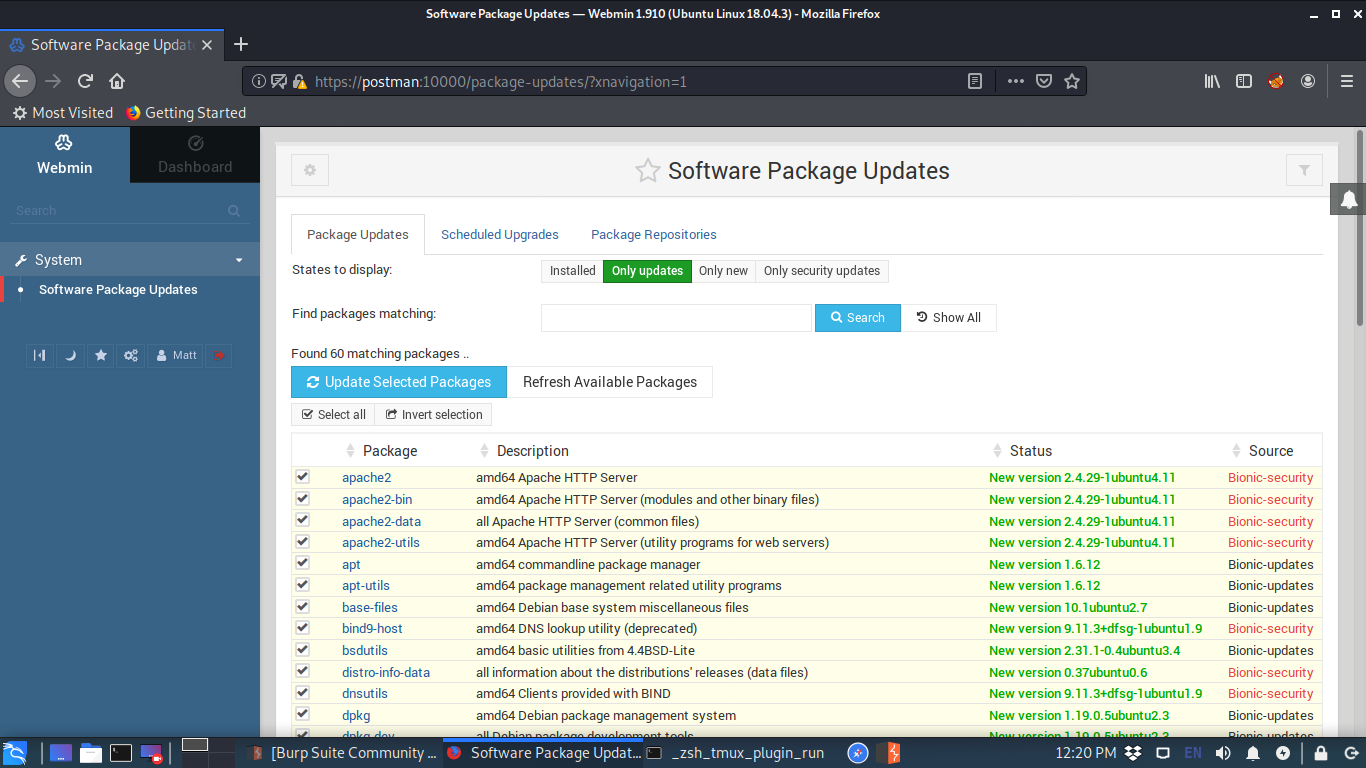 Software Package Updates — Webmin 1.910 (Ubuntu Linux 18.04.3) - Mozilla Firefox
Software Package Updat
https://postman:10000/package-updates/?xnavigation=1
Most Visited Getting Started
Webmin Dashboard
Search
System
Software Package Updates
Matt
Software Package Updates
Package Updates Scheduled Upgrades Package Repositories
States to display: Installed Only updates Only new Only security updates
Find packages matching: Search Show All
Found 60 matching packages ..
Update Selected Packages Refresh Available Packages
Select all Invert selection
Package Description Status Source
apache2 amd64 Apache HTTP Server New version 2.4.29-1ubuntu4.11 Bionic-security
apache2-bin amd64 Apache HTTP Server (modules and other binary files) New version 2.4.29-1ubuntu4.11 Bionic-security
apache2-data all Apache HTTP Server (common files) New version 2.4.29-1ubuntu4.11 Bionic-security
apache2-utils amd64 Apache HTTP Server (utility programs for web servers) New version 2.4.29-1ubuntu4.11 Bionic-security
apt amd64 commandline package manager New version 1.6.12 Bionic-updates
apt-utils amd64 package management related utility programs New version 1.6.12 Bionic-updates
base-files amd64 Debian base system miscellaneous files New version 10.1ubuntu2.7 Bionic-updates
bind9-host amd64 DNS lookup utility (deprecated) New version 9.11.3+dfsg-1ubuntu1.9 Bionic-security
bsdutils amd64 basic utilities from 4.4BSD-Lite New version 2.31.1-0.4ubuntu3.4 Bionic-updates
distro-info-data all information about the distributions' releases (data files) New version 0.37ubuntu0.6 Bionic-security
dnsutils amd64 Clients provided with BIND New version 9.11.3+dfsg-1ubuntu1.9 Bionic-security
dpkg amd64 Debian package management system New version 1.19.0.5ubuntu2.3 Bionic-updates
dpkg-dev all Debian package development tools New version 1.19.0.5ubuntu2.3 Bionic-updates
[Burp Suite Community ... Software Package Updat... _zsh_tmux_plugin_run 12:20 PM EN